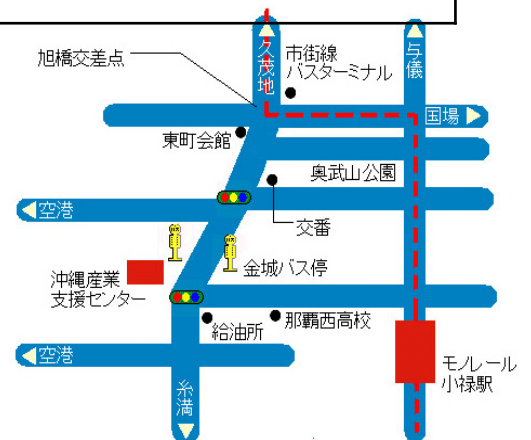 旭橋交差点
久茂地
市街線
バスターミナル
与儀
国場
東町会館
奥武山公園
空港
交番
金城バス停
沖縄産業
支援センター
給油所
那覇西高校
空港
糸満
モノレール
小禄駅